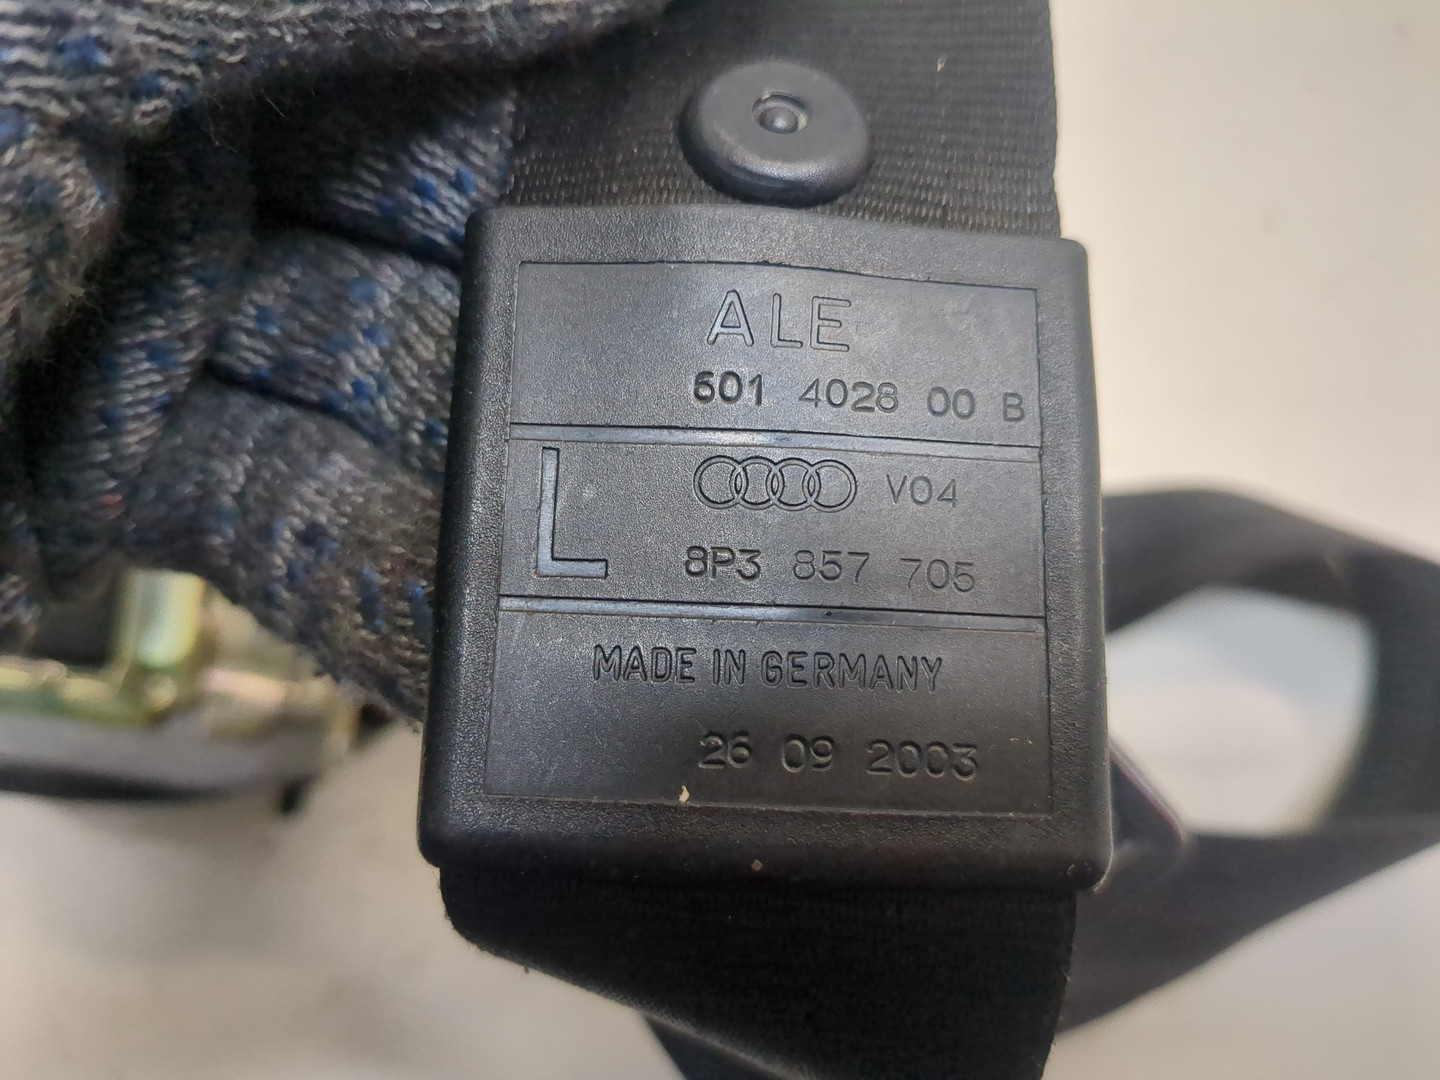 ALE
601 4028 00 B
L V04
8P3 857 705
MADE IN GERMANY
26 09 2003